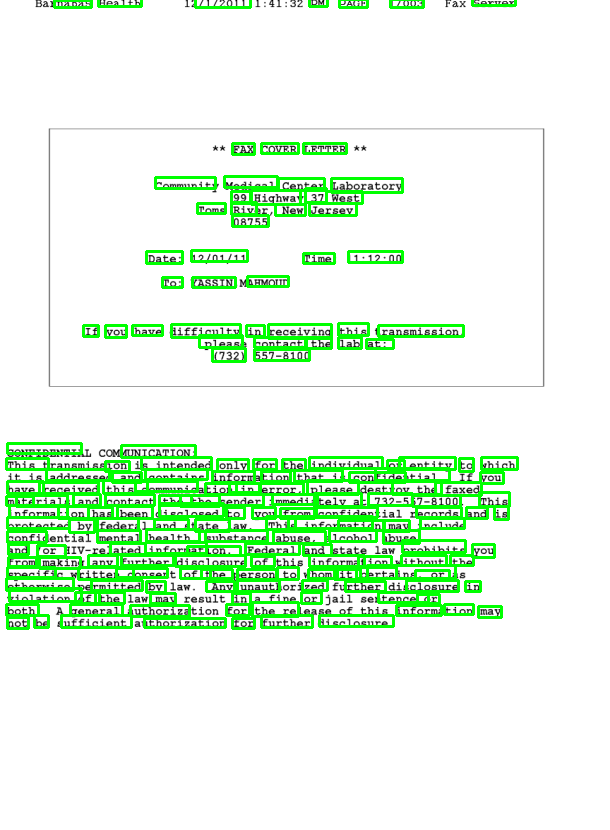 Barnabas Health 12/1/2011 1:41:32 PM PAGE 1/003 Fax Server
** FAX COVER LETTER **
Community Medical Center Laboratory
99 Highway 37 West
Toms River, New Jersey
08755
Date: 12/01/11 Time 1:12:00
To: YASSIN MAHMOUD
If you have difficulty in receiving this transmission
please contact the lab at:
(732) 557-8100
CONFIDENTIAL COMMUNICATION:
This transmission is intended only for the individual or entity to which
it is addressed and contains information that is confidential. If you
have received this communication in error, please destroy the faxed
materials and contact the the sender immediately at 732-557-8100 This
information has been disclosed to you from confidential records and is
protected by federal and state law. This information may include
confidential mental health, substance abuse, alcohol abuse
and/or HIV-related information. Federal and state law prohibits you
from making any further disclosure of this information without the
specific written consent of the person to whom it pertains, or as
otherwise permitted by law. Any unauthorized further disclosure in
violation of the law may result in a fine or jail sentence or
both. A general authorization for the release of this information may
not be sufficient authorization for further disclosure.